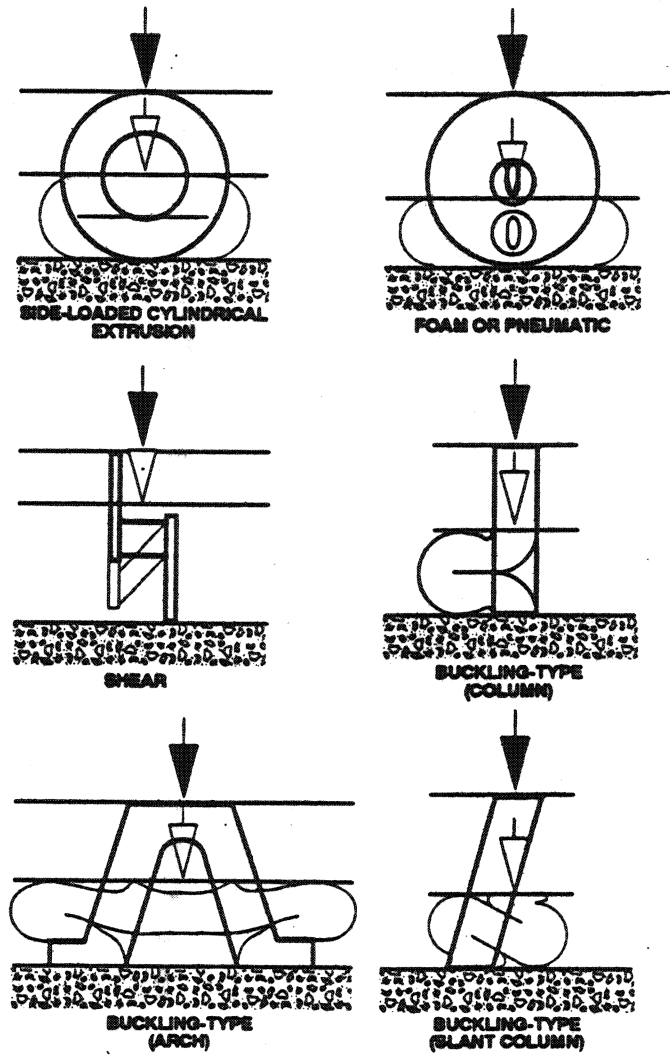 SIDE-LOADED CYLINDRICAL
EXTRUSION
FOAM OR PNEUMATIC
SHEAR
BUCKLING-TYPE
(COLUMN)
BUCKLING-TYPE
(ARCH)
BUCKLING-TYPE
(SLANT COLUMN)